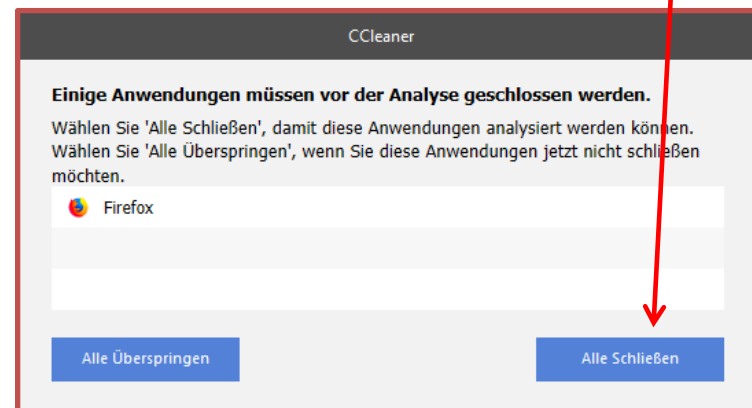 CCleaner
Einige Anwendungen müssen vor der Analyse geschlossen werden.
Wählen Sie 'Alle Schließen', damit diese Anwendungen analysiert werden können.
Wählen Sie 'Alle Überspringen', wenn Sie diese Anwendungen jetzt nicht schließen
möchten.
Firefox
Alle Überspringen
Alle Schließen